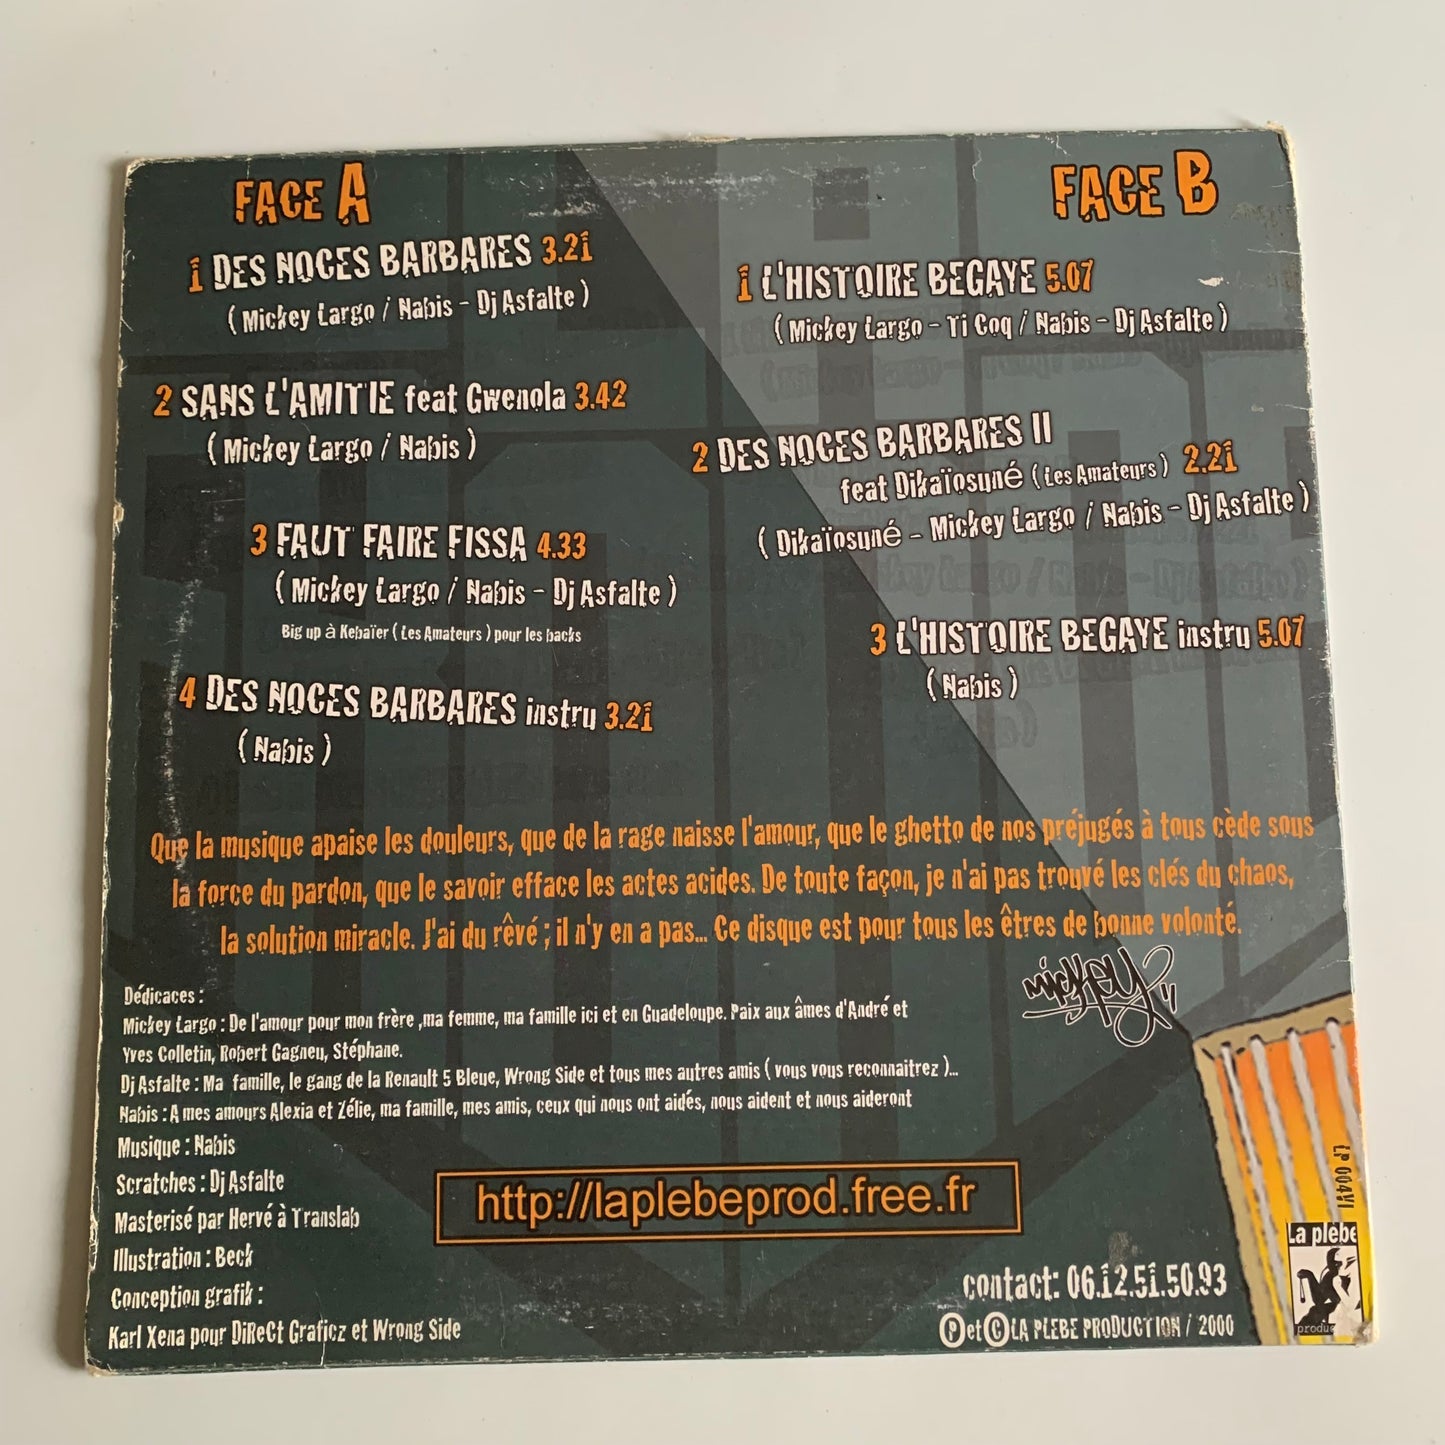 FACE A
1 DES NOCES BARBARES 3.21
( Mickey Largo / Nabis - Dj Asfalte )
2 SANS L'AMITIE feat Gwenola 3.42
( Mickey Largo / Nabis )
3 FAUT FAIRE FISSA 4.33
( Mickey Largo / Nabis - Dj Asfalte )
Big up à Kebaïer ( Les Amateurs ) pour les backs
4 DES NOCES BARBARES instru 3.21
( Nabis )
FACE B
1 L'HISTOIRE BEGAYE 5.07
( Mickey Largo - Ti Coq / Nabis - Dj Asfalte )
2 DES NOCES BARBARES II
feat Dikaïosuné ( Les Amateurs ) 2.21
( Dikaïosuné - Mickey Largo / Nabis - Dj Asfalte )
3 L'HISTOIRE BEGAYE instru 5.07
( Nabis )
Que la musique apaise les douleurs, que de la rage naisse l'amour, que le ghetto de nos préjugés à tous cède sous
la force du pardon, que le savoir efface les actes acides. De toute façon, je n'ai pas trouvé les clés du chaos,
la solution miracle. J'ai du rêvé ; il n'y en a pas... Ce disque est pour tous les êtres de bonne volonté.
Mickey
Dédicaces :
Mickey Largo : De l'amour pour mon frère ,ma femme, ma famille ici et en Guadeloupe. Paix aux âmes d'André et
Yves Colletin, Robert Gagneu, Stéphane.
Dj Asfalte : Ma famille, le gang de la Renault 5 Bleue, Wrong Side et tous mes autres amis ( vous vous reconnaitrez )...
Nabis : A mes amours Alexia et Zélie, ma famille, mes amis, ceux qui nous ont aidés, nous aident et nous aideront
Musique : Nabis
Scratches : Dj Asfalte
Masterisé par Hervé à Translab
Illustration : Beck
Conception grafik :
Karl Xena pour DiReCt Graficz et Wrong Side
http://laplebeprod.free.fr
contact: 06.12.51.50.93
Ⓟ et © LA PLEBE PRODUCTION / 2000
LP 004V1
La plèbe
produc